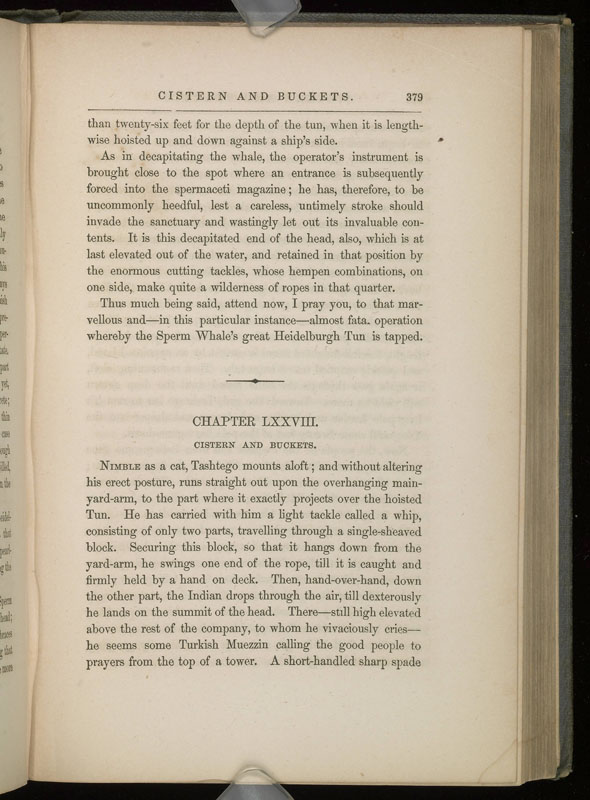 CISTERN AND BUCKETS. 379
than twenty-six feet for the depth of the tun, when it is length-
wise hoisted up and down against a ship's side.
As in decapitating the whale, the operator's instrument is
brought close to the spot where an entrance is subsequently
forced into the spermaceti magazine; he has, therefore, to be
uncommonly heedful, lest a careless, untimely stroke should
invade the sanctuary and wastingly let out its invaluable con-
tents. It is this decapitated end of the head, also, which is at
last elevated out of the water, and retained in that position by
the enormous cutting tackles, whose hempen combinations, on
one side, make quite a wilderness of ropes in that quarter.
Thus much being said, attend now, I pray you, to that mar-
vellous and—in this particular instance—almost fata. operation
whereby the Sperm Whale's great Heidelburgh Tun is tapped.
CHAPTER LXXVIII.
CISTERN AND BUCKETS.
NIMBLE as a cat, Tashtego mounts aloft; and without altering
his erect posture, runs straight out upon the overhanging main-
yard-arm, to the part where it exactly projects over the hoisted
Tun. He has carried with him a light tackle called a whip,
consisting of only two parts, travelling through a single-sheaved
block. Securing this block, so that it hangs down from the
yard-arm, he swings one end of the rope, till it is caught and
firmly held by a hand on deck. Then, hand-over-hand, down
the other part, the Indian drops through the air, till dexterously
he lands on the summit of the head. There—still high elevated
above the rest of the company, to whom he vivaciously cries—
he seems some Turkish Muezzin calling the good people to
prayers from the top of a tower. A short-handled sharp spade